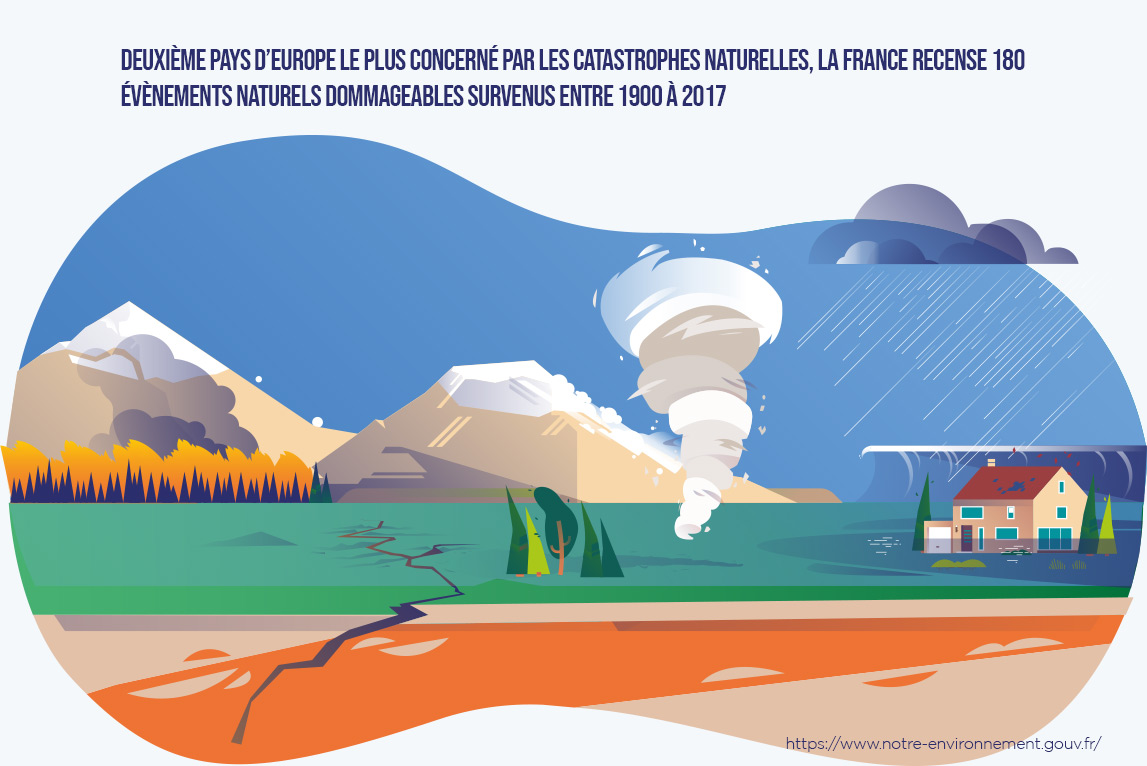 DEUXIÈME PAYS D’EUROPE LE PLUS CONCERNÉ PAR LES CATASTROPHES NATURELLES, LA FRANCE RECENSE 180
ÉVÈNEMENTS NATURELS DOMMAGEABLES SURVENUS ENTRE 1900 À 2017
https://www.notre-environnement.gouv.fr/